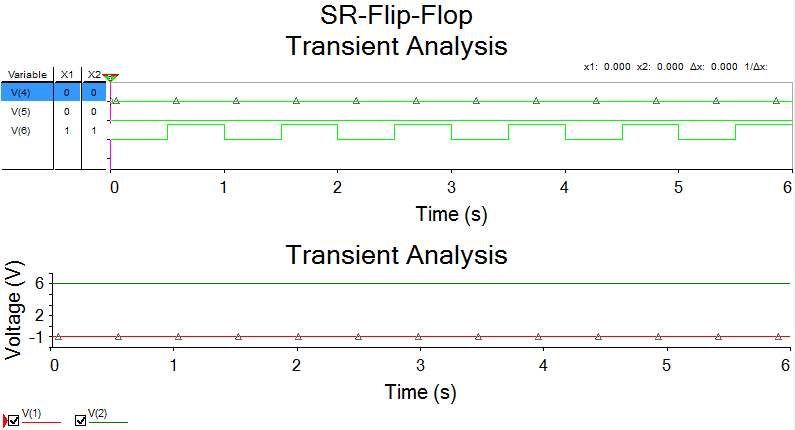 SR-Flip-Flop
Transient Analysis
x1: 0.000 x2: 0.000 Δx: 0.000 1/Δx:
Variable X1 X2
V(4) 0 0
V(5) 0 0
V(6) 1 1
0 1 2 3 4 5 6
Time (s)
Transient Analysis
Voltage (V)
6
2
-1
0 1 2 3 4 5 6
Time (s)
V(1) V(2)